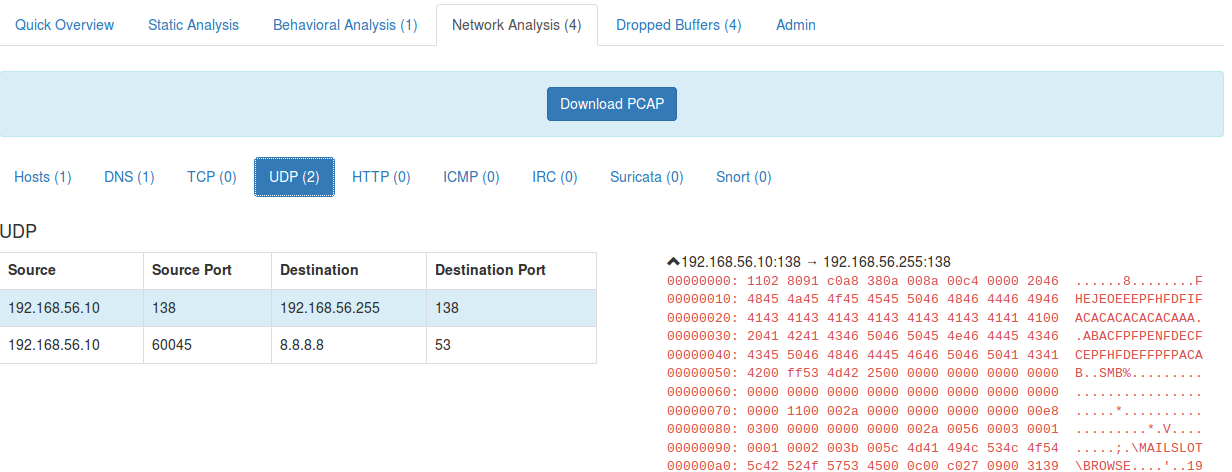 Quick Overview Static Analysis Behavioral Analysis (1) Network Analysis (4) Dropped Buffers (4) Admin
Download PCAP
Hosts (1) DNS (1) TCP (0) UDP (2) HTTP (0) ICMP (0) IRC (0) Suricata (0) Snort (0)
UDP
Source Source Port Destination Destination Port
192.168.56.10 138 192.168.56.255 138
192.168.56.10 60045 8.8.8.8 53
192.168.56.10:138 → 192.168.56.255:138
00000000: 1102 8091 c0a8 380a 008a 00c4 0000 2046 ......8........F
00000010: 4845 4a45 4f45 4545 5046 4846 4446 4946 HEJEOEEEPFHFDFIF
00000020: 4143 4143 4143 4143 4143 4143 4141 4100 ACACACACACACAAA.
00000030: 2041 4241 4346 5046 5045 4e46 4445 4346 .ABACFPFPENFDECF
00000040: 4345 5046 4846 4445 4646 5046 5041 4341 CEPFHFDEFFPFPACA
00000050: 4200 ff53 4d42 2500 0000 0000 0000 0000 B..SMB%.........
00000060: 0000 0000 0000 0000 0000 0000 0000 0000 ................
00000070: 0000 1100 002a 0000 0000 0000 0000 00e8 .....*..........
00000080: 0300 0000 0000 0000 002a 0056 0003 0001 .........*.V....
00000090: 0001 0002 003b 005c 4d41 494c 534c 4f54 .....;.\MAILSLOT
000000a0: 5c42 524f 5753 4500 0c00 c027 0900 3139 \BROWSE....'..19